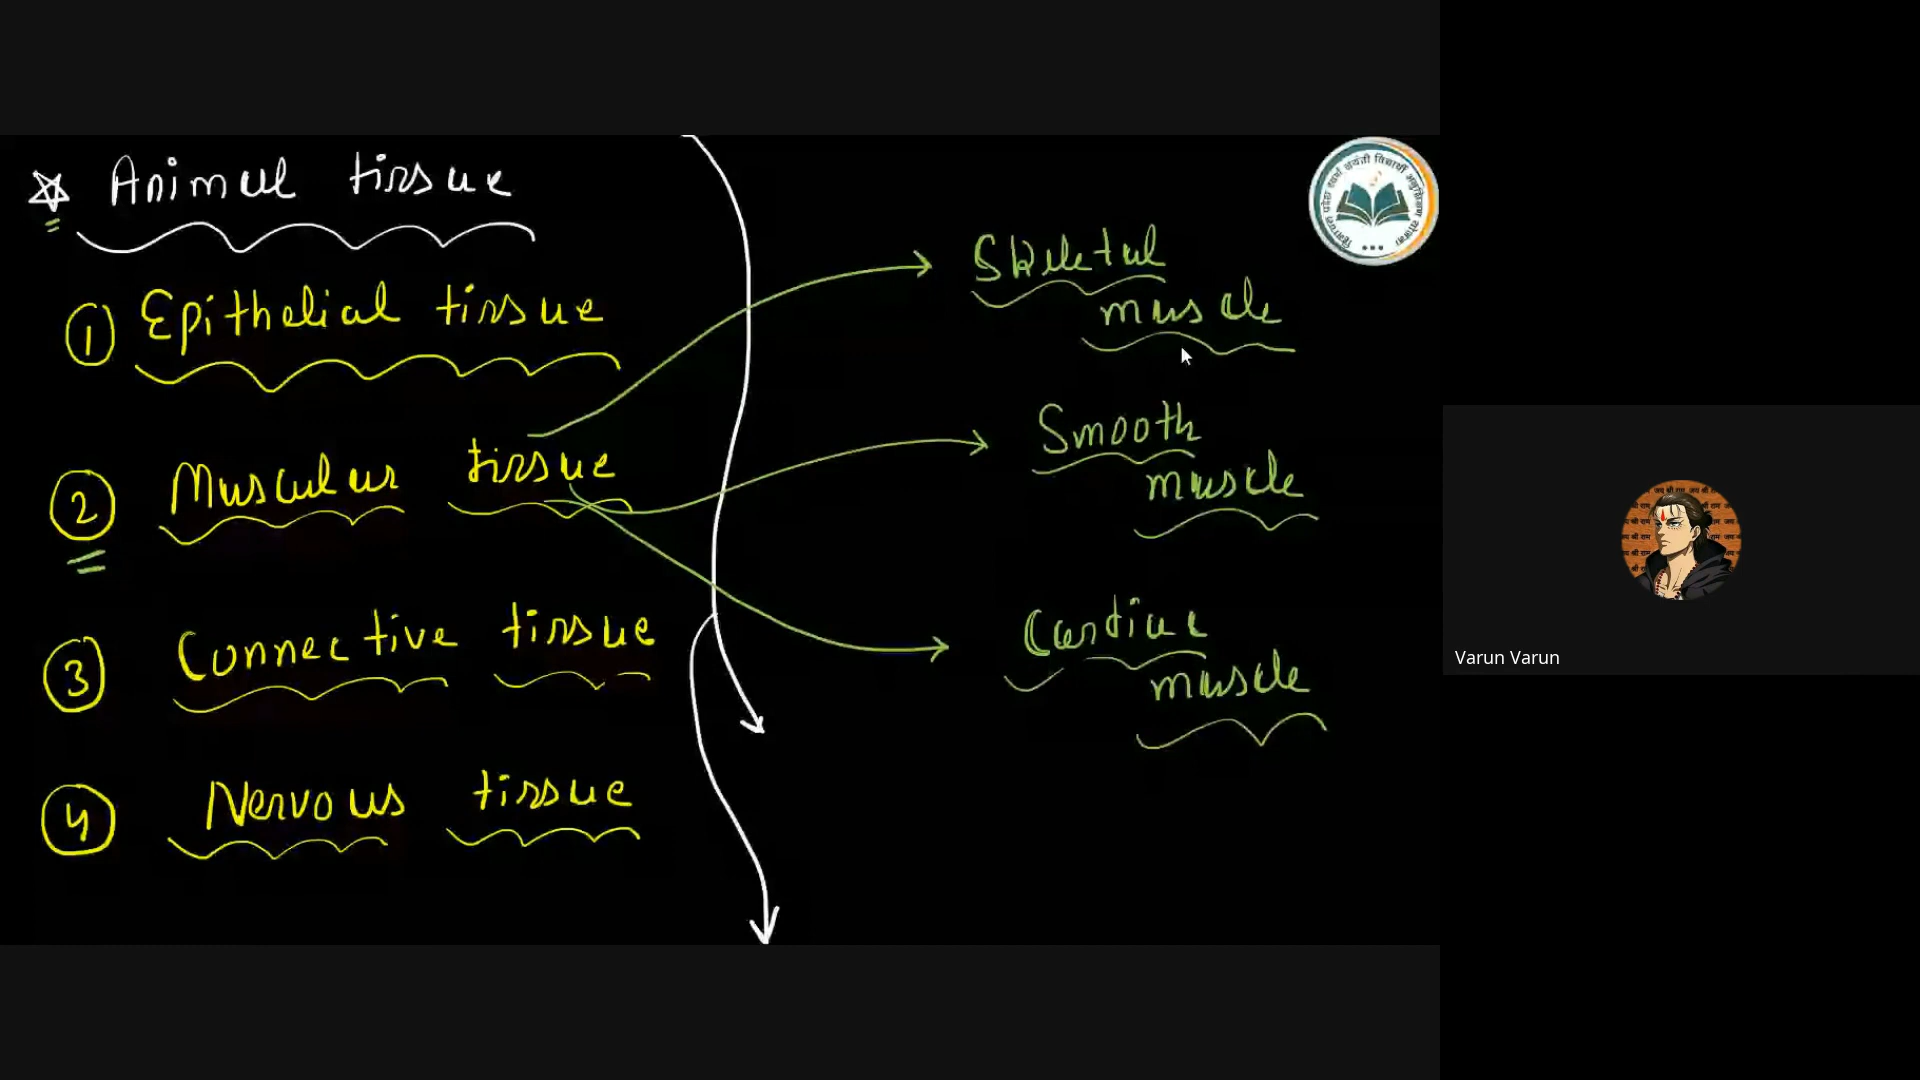 Animal tissue
① Epithelial tissue
② Muscular tissue
③ Connective tissue
④ Nervous tissue
Skeletal
muscle
Smooth
muscle
Cardiac
muscle
Varun Varun